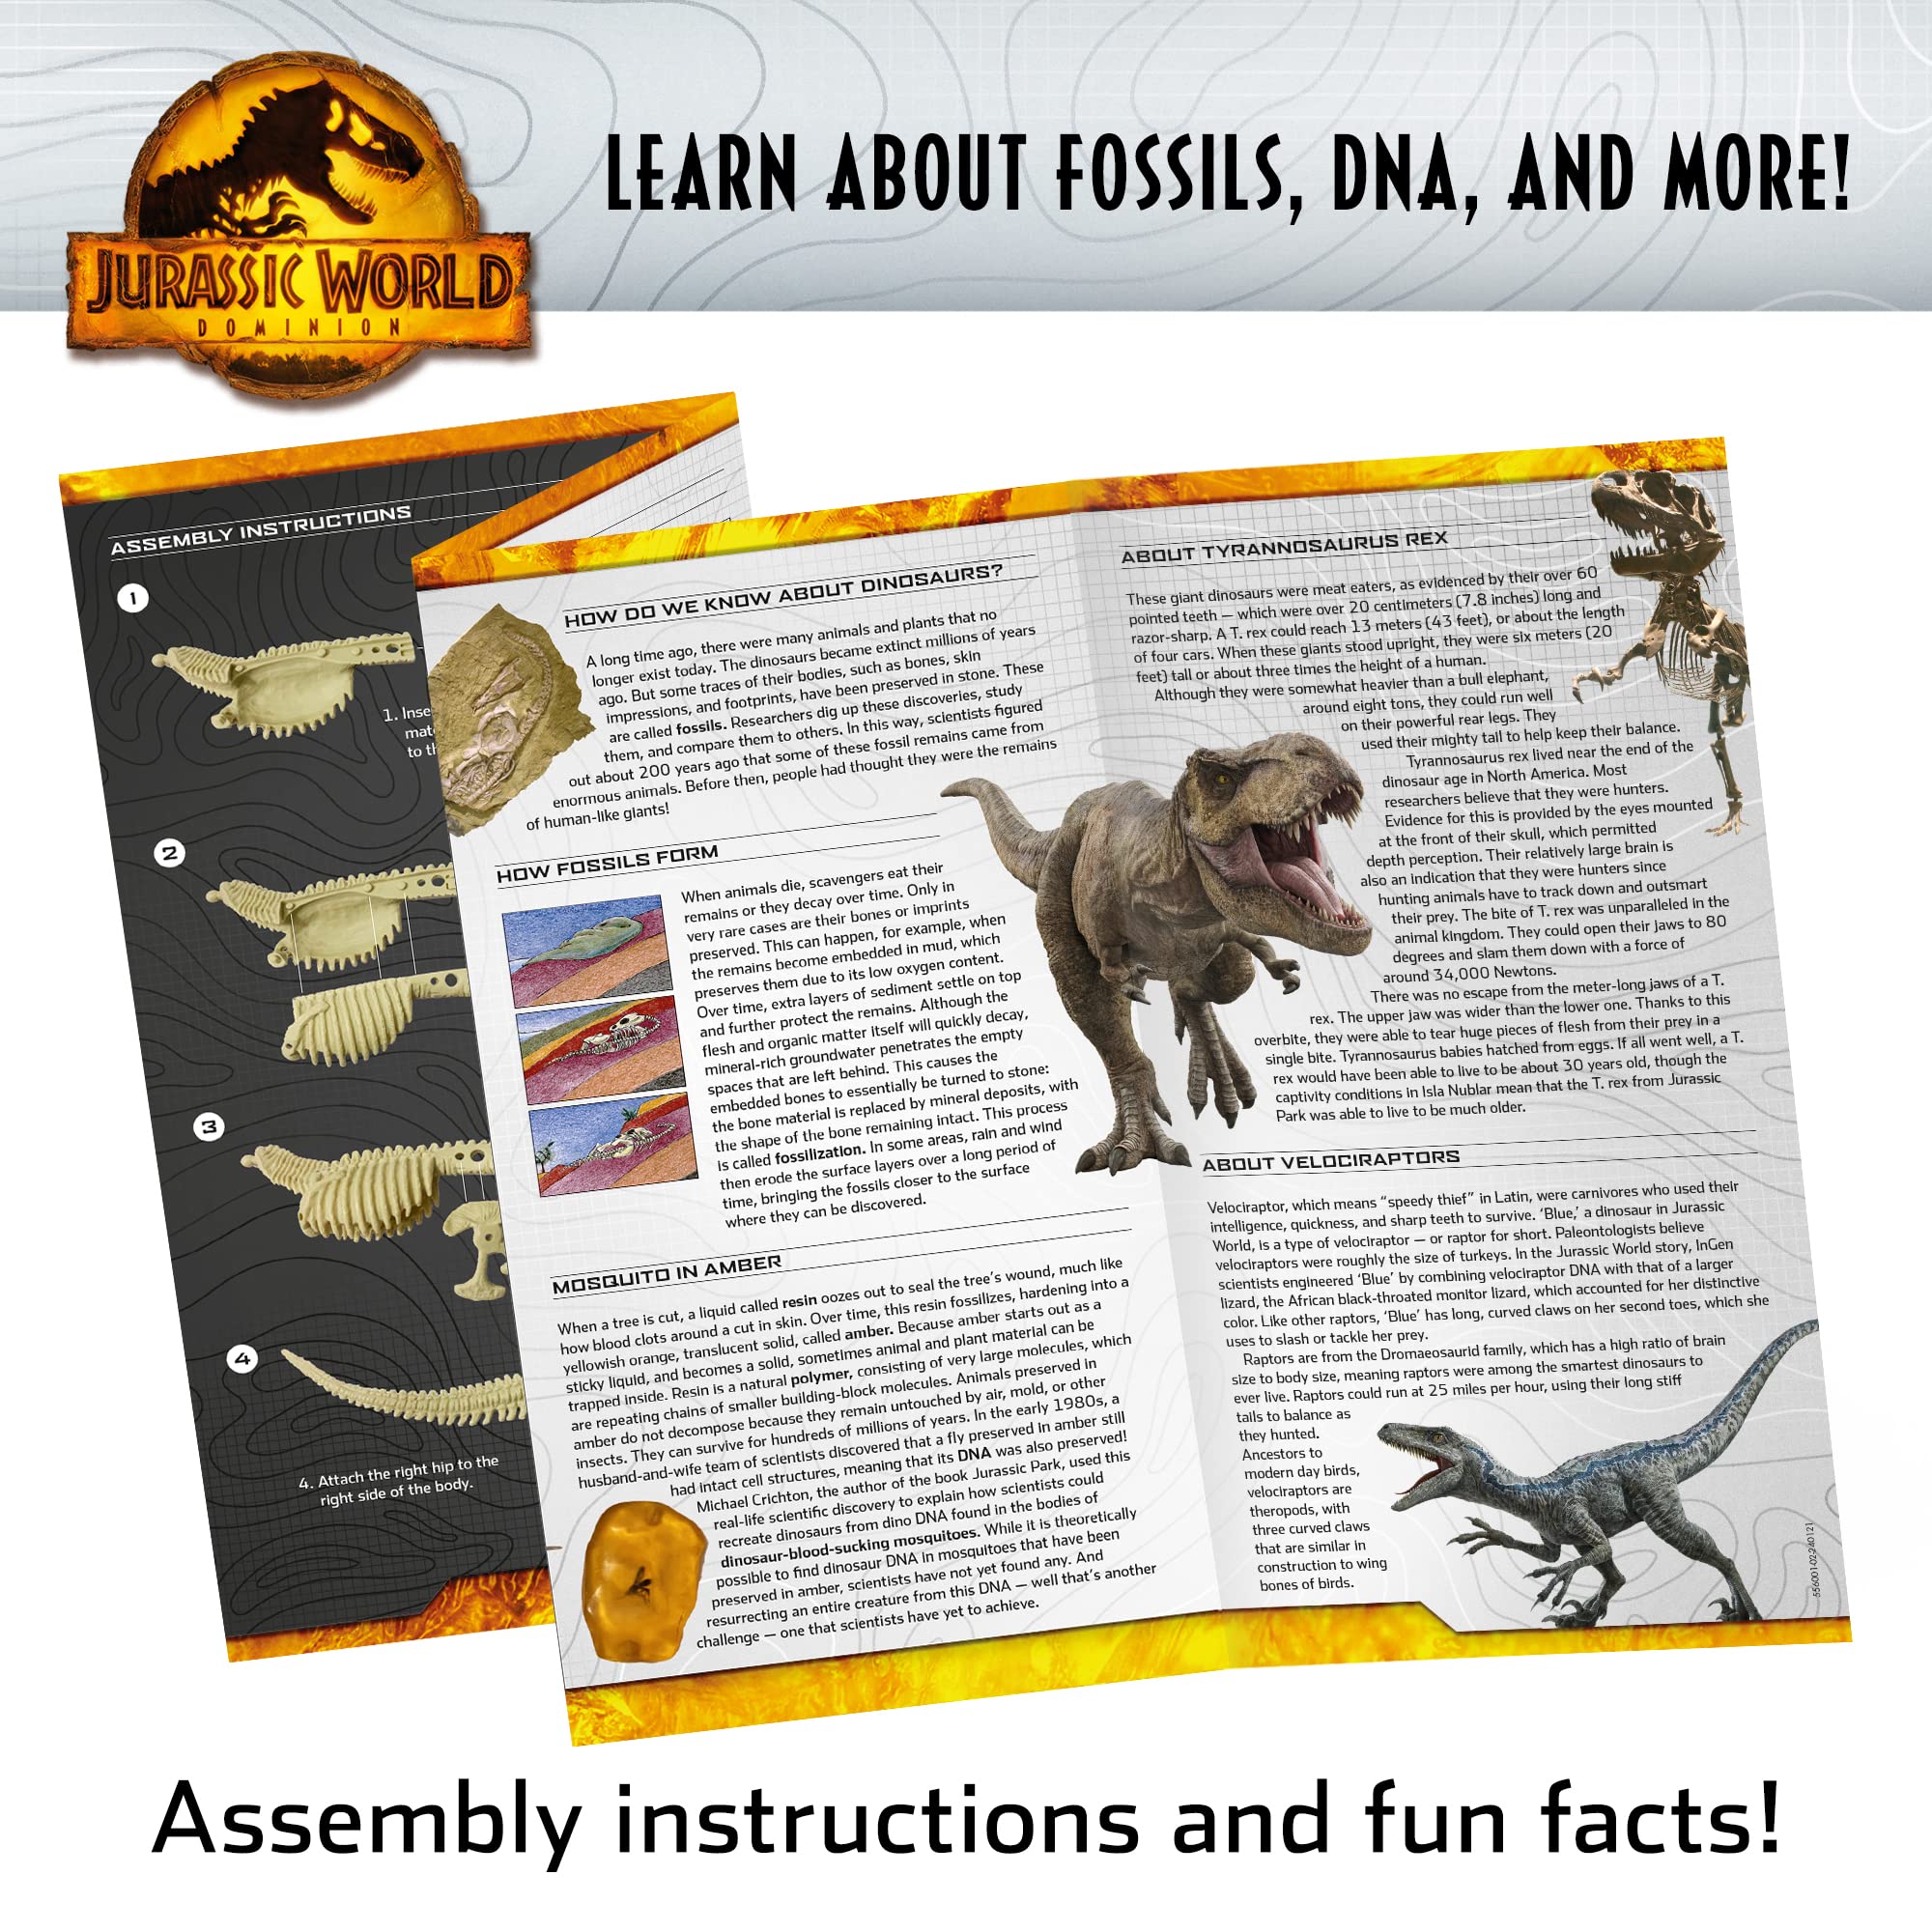 JURASSIC WORLD
DOMINION
LEARN ABOUT FOSSILS, DNA, AND MORE!
ASSEMBLY INSTRUCTIONS
1
1. Inse
mat
to th
2
3
4
4. Attach the right hip to the
right side of the body.
HOW DO WE KNOW ABOUT DINOSAURS?
A long time ago, there were many animals and plants that no
longer exist today. The dinosaurs became extinct millions of years
ago. But some traces of their bodies, such as bones, skin
impressions, and footprints, have been preserved in stone. These
are called fossils. Researchers dig up these discoveries, study
them, and compare them to others. In this way, scientists figured
out about 200 years ago that some of these fossil remains came from
enormous animals. Before then, people had thought they were the remains
of human-like giants!
HOW FOSSILS FORM
When animals die, scavengers eat their
remains or they decay over time. Only in
very rare cases are their bones or imprints
preserved. This can happen, for example, when
the remains become embedded in mud, which
preserves them due to its low oxygen content.
Over time, extra layers of sediment settle on top
and further protect the remains. Although the
flesh and organic matter itself will quickly decay,
mineral-rich groundwater penetrates the empty
spaces that are left behind. This causes the
embedded bones to essentially be turned to stone:
the bone material is replaced by mineral deposits, with
the shape of the bone remaining intact. This process
is called fossilization. In some areas, rain and wind
then erode the surface layers over a long period of
time, bringing the fossils closer to the surface
where they can be discovered.
MOSQUITO IN AMBER
When a tree is cut, a liquid called resin oozes out to seal the tree's wound, much like
how blood clots around a cut in skin. Over time, this resin fossilizes, hardening into a
yellowish orange, translucent solid, called amber. Because amber starts out as a
sticky liquid, and becomes a solid, sometimes animal and plant material can be
trapped inside. Resin is a natural polymer, consisting of very large molecules, which
are repeating chains of smaller building-block molecules. Animals preserved in
amber do not decompose because they remain untouched by air, mold, or other
insects. They can survive for hundreds of millions of years. In the early 1980s, a
husband-and-wife team of scientists discovered that a fly preserved in amber still
had intact cell structures, meaning that its DNA was also preserved!
Michael Crichton, the author of the book Jurassic Park, used this
real-life scientific discovery to explain how scientists could
recreate dinosaurs from dino DNA found in the bodies of
dinosaur-blood-sucking mosquitoes. While it is theoretically
possible to find dinosaur DNA in mosquitoes that have been
preserved in amber, scientists have not yet found any. And
resurrecting an entire creature from this DNA — well that's another
challenge — one that scientists have yet to achieve.
ABOUT TYRANNOSAURUS REX
These giant dinosaurs were meat eaters, as evidenced by their over 60
pointed teeth — which were over 20 centimeters (7.8 inches) long and
razor-sharp. A T. rex could reach 13 meters (43 feet), or about the length
of four cars. When these giants stood upright, they were six meters (20
feet) tall or about three times the height of a human.
Although they were somewhat heavier than a bull elephant,
around eight tons, they could run well
on their powerful rear legs. They
used their mighty tail to help keep their balance.
Tyrannosaurus rex lived near the end of the
dinosaur age in North America. Most
researchers believe that they were hunters.
Evidence for this is provided by the eyes mounted
at the front of their skull, which permitted
depth perception. Their relatively large brain is
also an indication that they were hunters since
hunting animals have to track down and outsmart
their prey. The bite of T. rex was unparalleled in the
animal kingdom. They could open their jaws to 80
degrees and slam them down with a force of
around 34,000 Newtons.
There was no escape from the meter-long jaws of a T.
rex. The upper jaw was wider than the lower one. Thanks to this
overbite, they were able to tear huge pieces of flesh from their prey in a
single bite. Tyrannosaurus babies hatched from eggs. If all went well, a T.
rex would have been able to live to be about 30 years old, though the
captivity conditions in Isla Nublar mean that the T. rex from Jurassic
Park was able to live to be much older.
ABOUT VELOCIRAPTORS
Velociraptor, which means "speedy thief" in Latin, were carnivores who used their
intelligence, quickness, and sharp teeth to survive. 'Blue,' a dinosaur in Jurassic
World, is a type of velociraptor — or raptor for short. Paleontologists believe
velociraptors were roughly the size of turkeys. In the Jurassic World story, InGen
scientists engineered 'Blue' by combining velociraptor DNA with that of a larger
lizard, the African black-throated monitor lizard, which accounted for her distinctive
color. Like other raptors, 'Blue' has long, curved claws on her second toes, which she
uses to slash or tackle her prey.
Raptors are from the Dromaeosaurid family, which has a high ratio of brain
size to body size, meaning raptors were among the smartest dinosaurs to
ever live. Raptors could run at 25 miles per hour, using their long stiff
tails to balance as
they hunted.
Ancestors to
modern day birds,
velociraptors are
theropods, with
three curved claws
that are similar in
construction to wing
bones of birds.
556001-02-240121
Assembly instructions and fun facts!